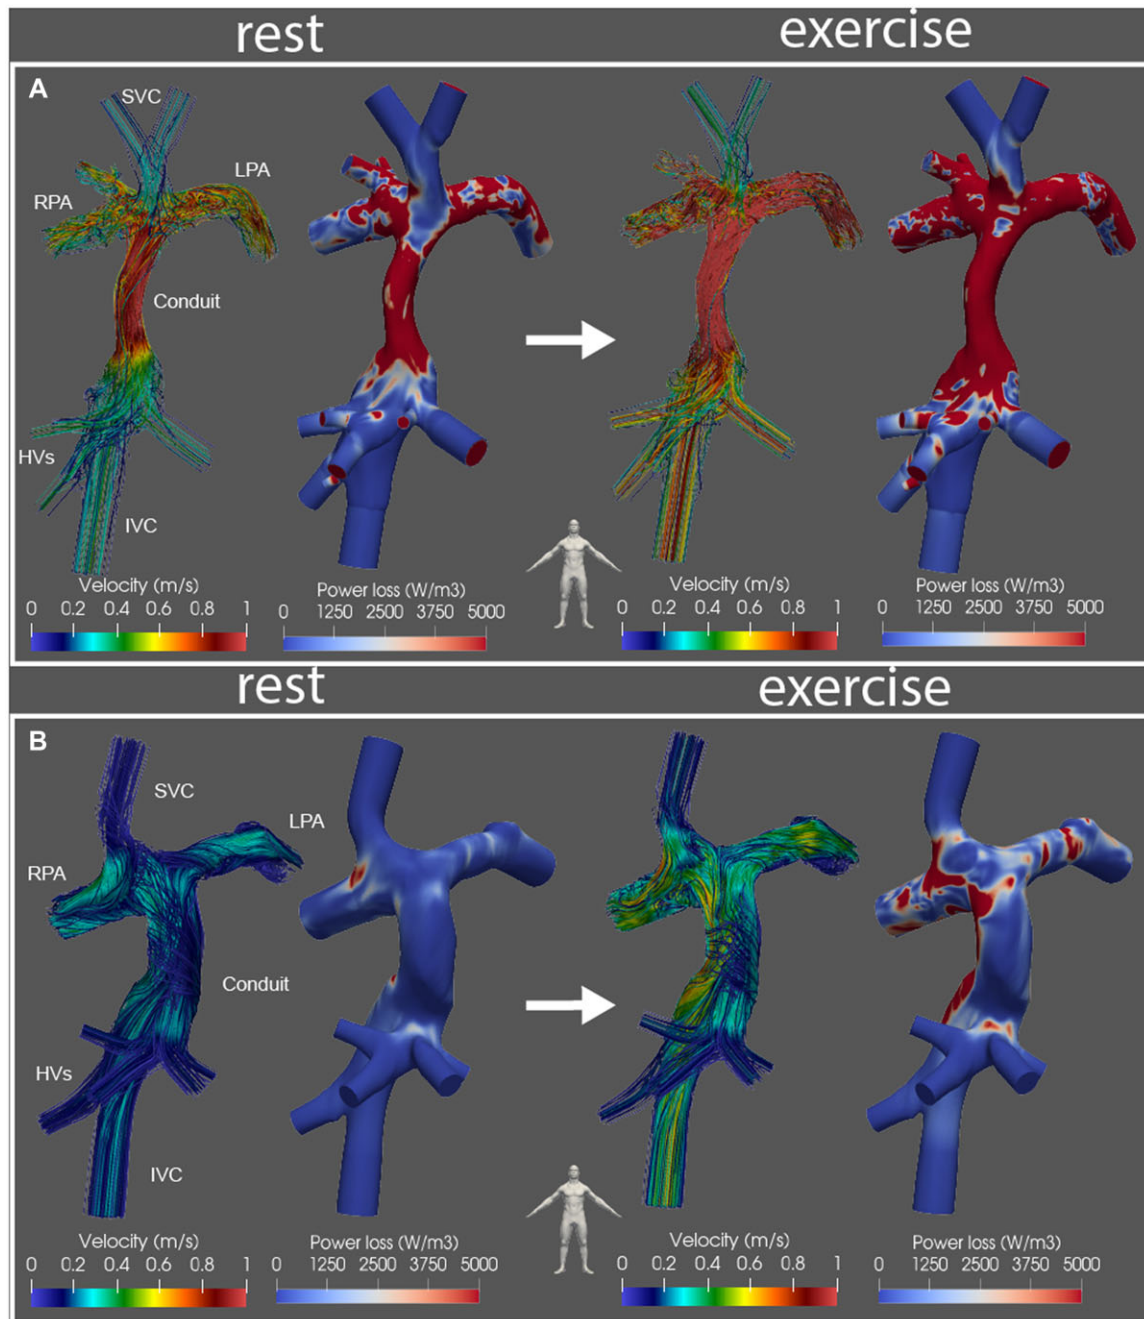 rest exercise
A
SVC
LPA
RPA
Conduit
HVs
IVC
Velocity (m/s) Power loss (W/m3) Velocity (m/s) Power loss (W/m3)
0 0.2 0.4 0.6 0.8 1 0 1250 2500 3750 5000 0 0.2 0.4 0.6 0.8 1 0 1250 2500 3750 5000
rest exercise
B
SVC
LPA
RPA
Conduit
HVs
IVC
Velocity (m/s) Power loss (W/m3) Velocity (m/s) Power loss (W/m3)
0 0.2 0.4 0.6 0.8 1 0 1250 2500 3750 5000 0 0.2 0.4 0.6 0.8 1 0 1250 2500 3750 5000